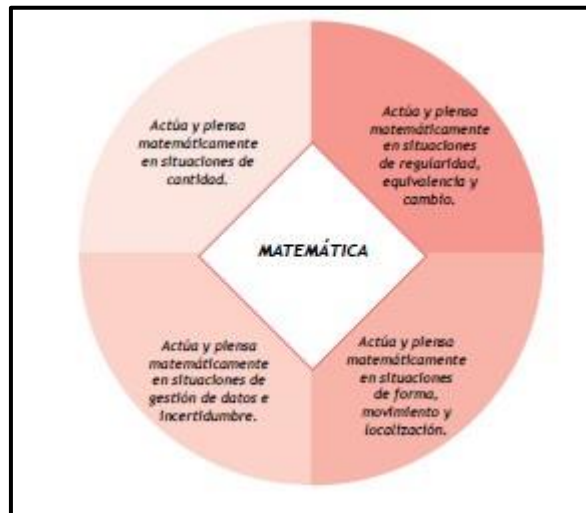 Actúa y piensa
matemáticamente
en situaciones de
cantidad.
Actúa y piensa
matemáticamente
en situaciones
de regularidad,
equivalencia y
cambio.
MATEMÁTICA
Actúa y piensa
matemáticamente
en situaciones de
gestión de datos e
incertidumbre.
Actúa y piensa
matemáticamente
en situaciones
de forma,
movimiento y
localización.